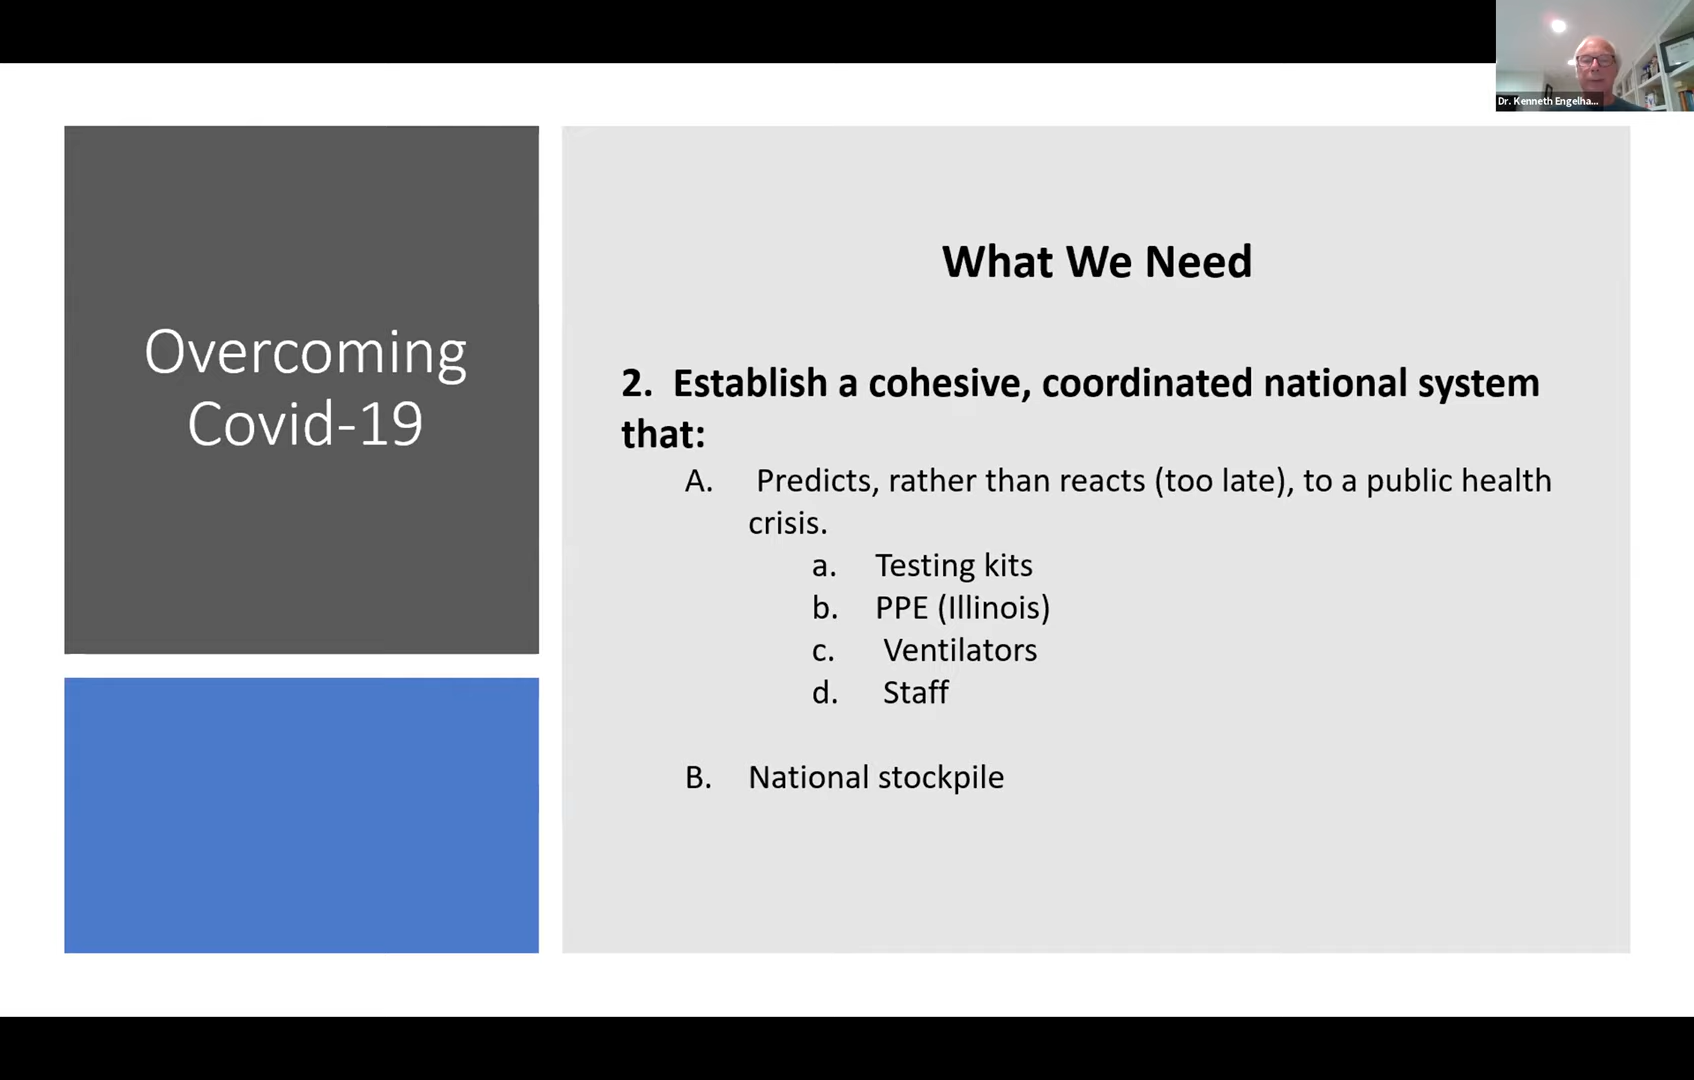 Dr. Kenneth Engelha...
Overcoming
Covid-19
What We Need
2. Establish a cohesive, coordinated national system
that:
A. Predicts, rather than reacts (too late), to a public health
crisis.
a. Testing kits
b. PPE (Illinois)
c. Ventilators
d. Staff
B. National stockpile